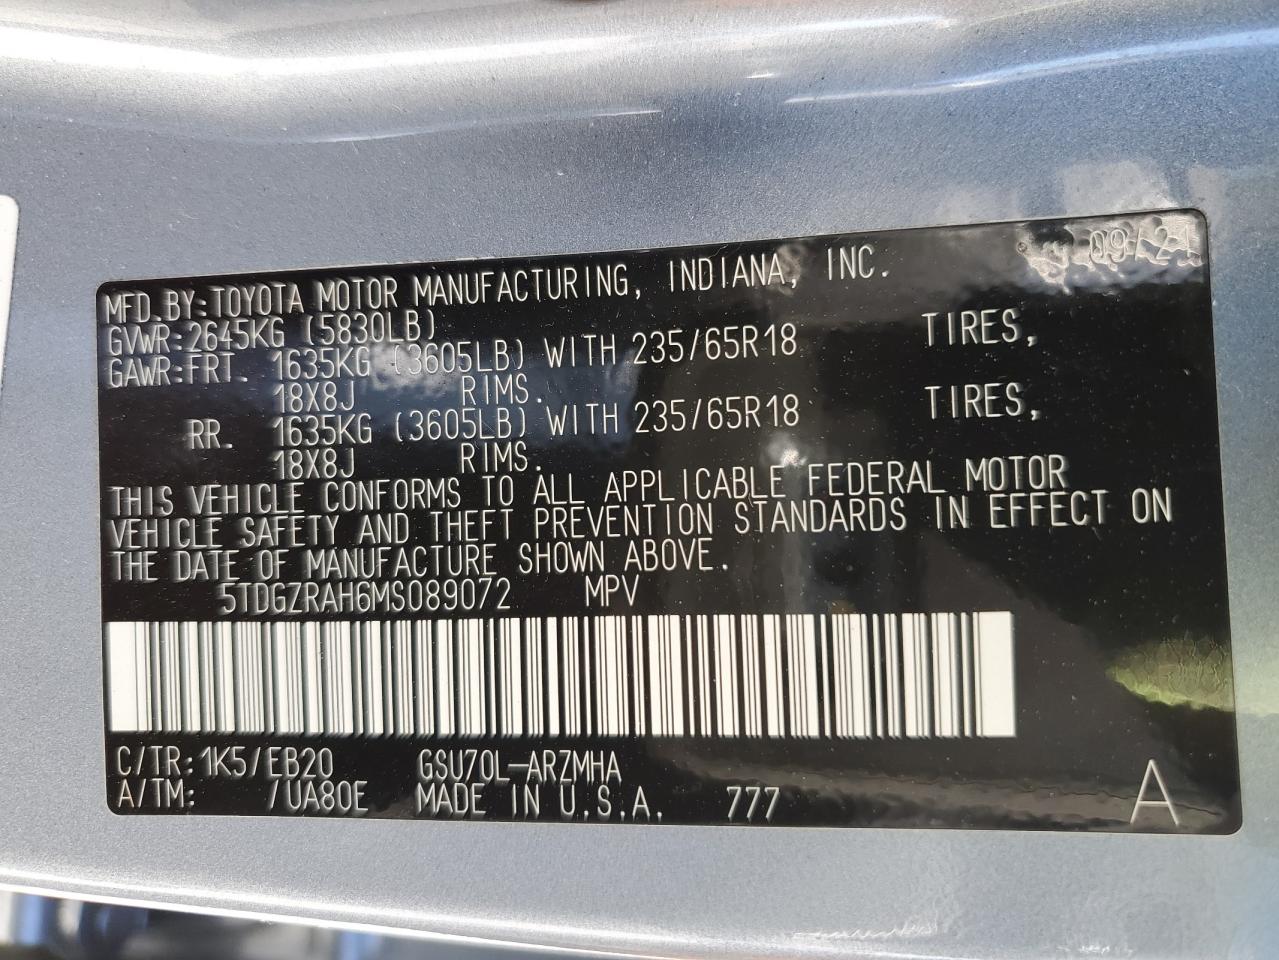 09/21
MFD.BY:TOYOTA MOTOR MANUFACTURING, INDIANA, INC.
GVWR:2645KG (5830LB)
GAWR:FRT. 1635KG (3605LB) WITH 235/65R18 TIRES,
18X8J RIMS.
RR. 1635KG (3605LB) WITH 235/65R18 TIRES,
18X8J RIMS.
THIS VEHICLE CONFORMS TO ALL APPLICABLE FEDERAL MOTOR
VEHICLE SAFETY AND THEFT PREVENTION STANDARDS IN EFFECT ON
THE DATE OF MANUFACTURE SHOWN ABOVE.
5TDGZRAH6MS089072 MPV
C/TR:1K5/EB20 GSU70L-ARZMHA
A/TM: /UA80E MADE IN U.S.A. 777
A